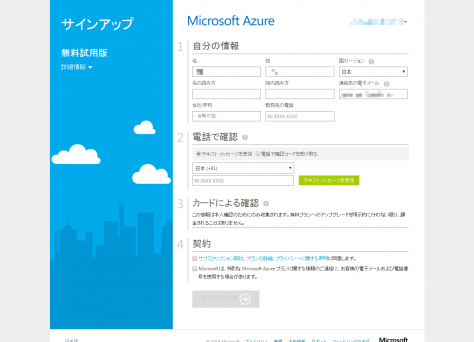 サインアップ
無料試用版
詳細情報
Microsoft Azure
1 自分の情報
名 姓 国/リージョン
日本
名の読み方 姓の読み方 連絡先の電子メール
会社/学校 勤務先の電話
- 省略可能 -
2 電話で確認
テキスト メッセージを受信 電話で確認コードを受け取る
日本 (+81)
テキスト メッセージを受信
3 カードによる確認
この情報は本人確認のためにのみ収集されます。有料プランへのアップグレードを明示的に行わない限り、課
金されることはありません。
4 契約
サブスクリプション契約、プランの詳細、プライバシーに関する声明に同意します。
Microsoft は、特別な Microsoft Azure プランに関する情報のご連絡に、お客様の電子メールおよび電話番
号を使用する場合があります。
サインアップ
日本語
Microsoft